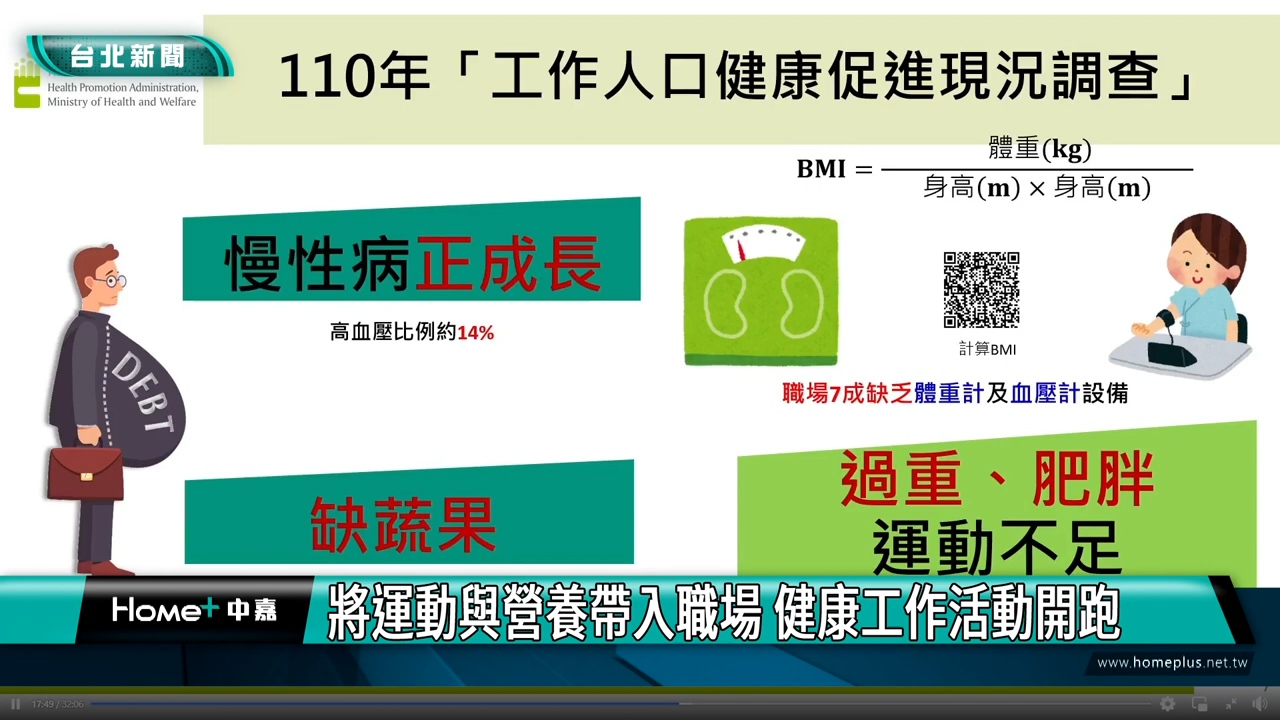 台北新聞
Health Promotion Administration,
Ministry of Health and Welfare
110年「工作人口健康促進現況調查」
BMI = 體重(kg)
身高(m) × 身高(m)
慢性病正成長
高血壓比例約14%
DEBT
計算BMI
職場7成缺乏體重計及血壓計設備
缺蔬果
過重、肥胖
運動不足
Home+中嘉
將運動與營養帶入職場 健康工作活動開跑
www.homeplus.net.tw
17:49 / 32:06